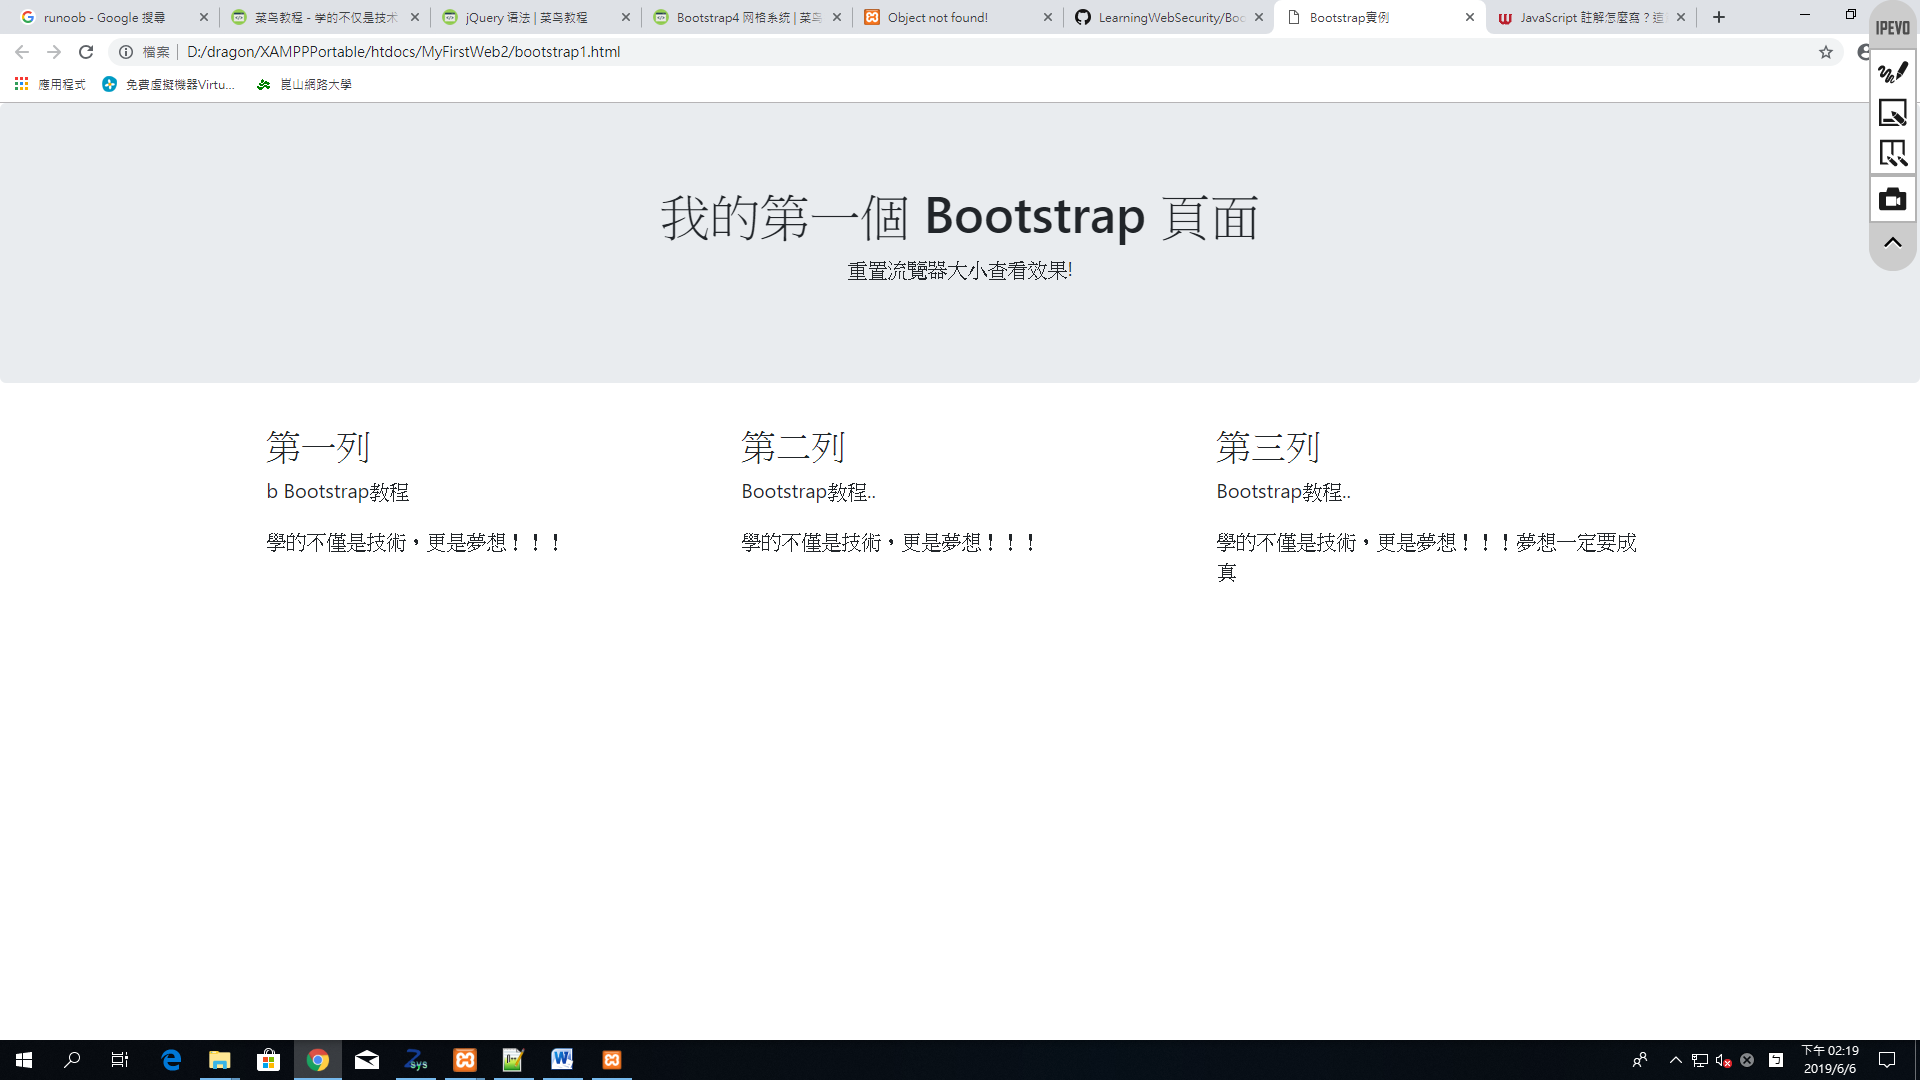 runoob - Google 搜尋
菜鸟教程 - 学的不仅是技术
jQuery 语法 | 菜鸟教程
Bootstrap4 网格系统 | 菜鸟
Object not found!
LearningWebSecurity/Boo
Bootstrap實例
JavaScript 註解怎麼寫？這
IPEVO
檔案
D:/dragon/XAMPPPortable/htdocs/MyFirstWeb2/bootstrap1.html
應用程式
免費虛擬機器Virtu...
崑山網路大學
我的第一個 Bootstrap 頁面
重置流覽器大小查看效果!
第一列
b Bootstrap教程
學的不僅是技術，更是夢想！！！
第二列
Bootstrap教程..
學的不僅是技術，更是夢想！！！
第三列
Bootstrap教程..
學的不僅是技術，更是夢想！！！夢想一定要成
真
Zsys
下午 02:19
2019/6/6